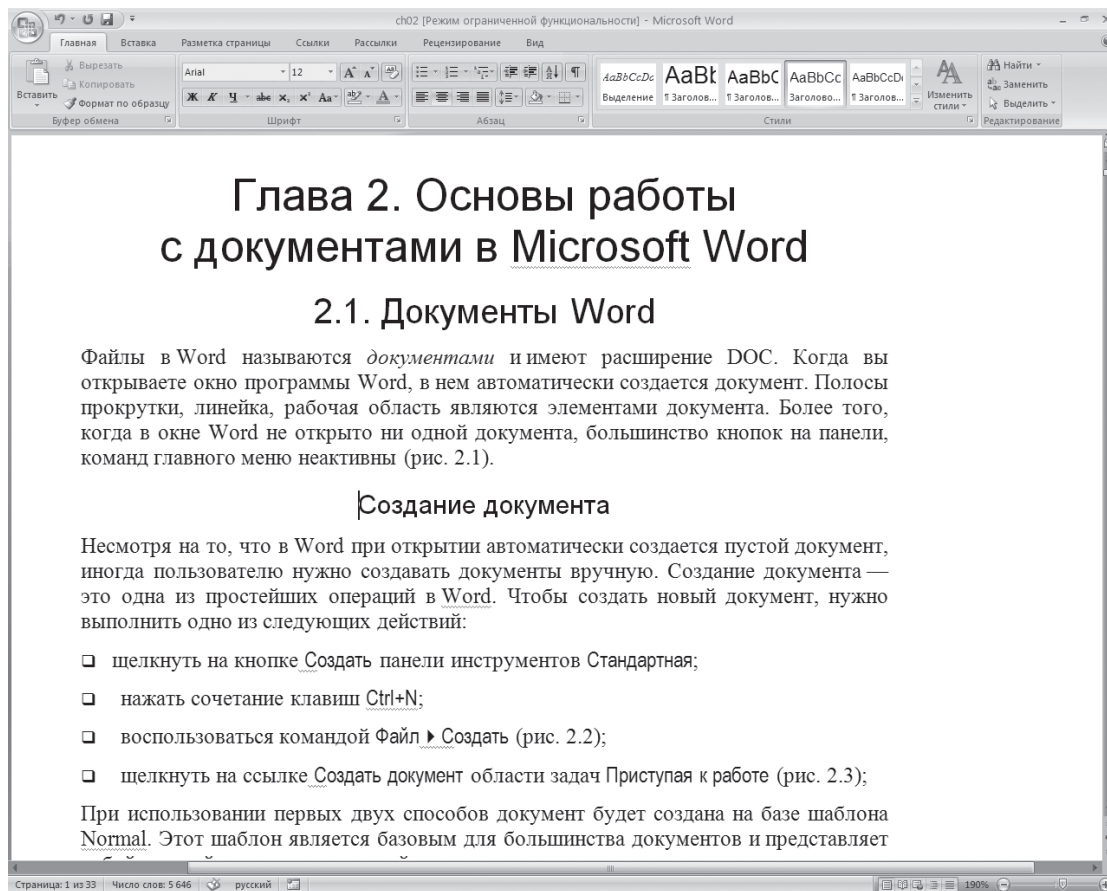 ch02 [Режим ограниченной функциональности] - Microsoft Word
Главная Вставка Разметка страницы Ссылки Рассылки Рецензирование Вид
Вставить
Вырезать
Копировать
Формат по образцу
Буфер обмена
Arial 12
Ж К Ч abc x₂ x² Aa
Шрифт
Абзац
AaBbCcDc AaBb AaBbC AaBbCc AaBbCcDc
Выделение ¶ Заголов... ¶ Заголов... Заголово... ¶ Заголов...
Изменить стили
Стили
Найти
Заменить
Выделить
Редактирование
Глава 2. Основы работы
с документами в Microsoft Word
2.1. Документы Word
Файлы в Word называются документами и имеют расширение DOC. Когда вы
открываете окно программы Word, в нем автоматически создается документ. Полосы
прокрутки, линейка, рабочая область являются элементами документа. Более того,
когда в окне Word не открыто ни одной документа, большинство кнопок на панели,
команд главного меню неактивны (рис. 2.1).
Создание документа
Несмотря на то, что в Word при открытии автоматически создается пустой документ,
иногда пользователю нужно создавать документы вручную. Создание документа —
это одна из простейших операций в Word. Чтобы создать новый документ, нужно
выполнить одно из следующих действий:
❑ щелкнуть на кнопке Создать панели инструментов Стандартная;
❑ нажать сочетание клавиш Ctrl+N;
❑ воспользоваться командой Файл ▶ Создать (рис. 2.2);
❑ щелкнуть на ссылке Создать документ области задач Приступая к работе (рис. 2.3);
При использовании первых двух способов документ будет создана на базе шаблона
Normal. Этот шаблон является базовым для большинства документов и представляет
Страница: 1 из 33 Число слов: 5 646 русский 190%